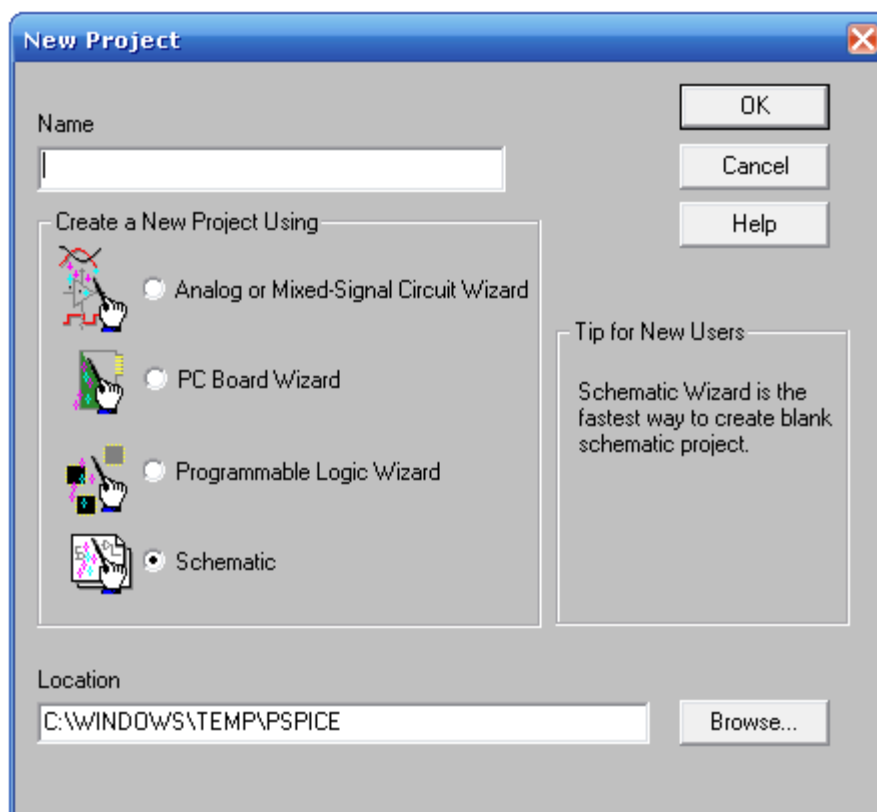 New Project
Name
OK
Cancel
Help
Create a New Project Using
Analog or Mixed-Signal Circuit Wizard
PC Board Wizard
Programmable Logic Wizard
Schematic
Tip for New Users
Schematic Wizard is the
fastest way to create blank
schematic project.
Location
C:\WINDOWS\TEMP\PSPICE
Browse...